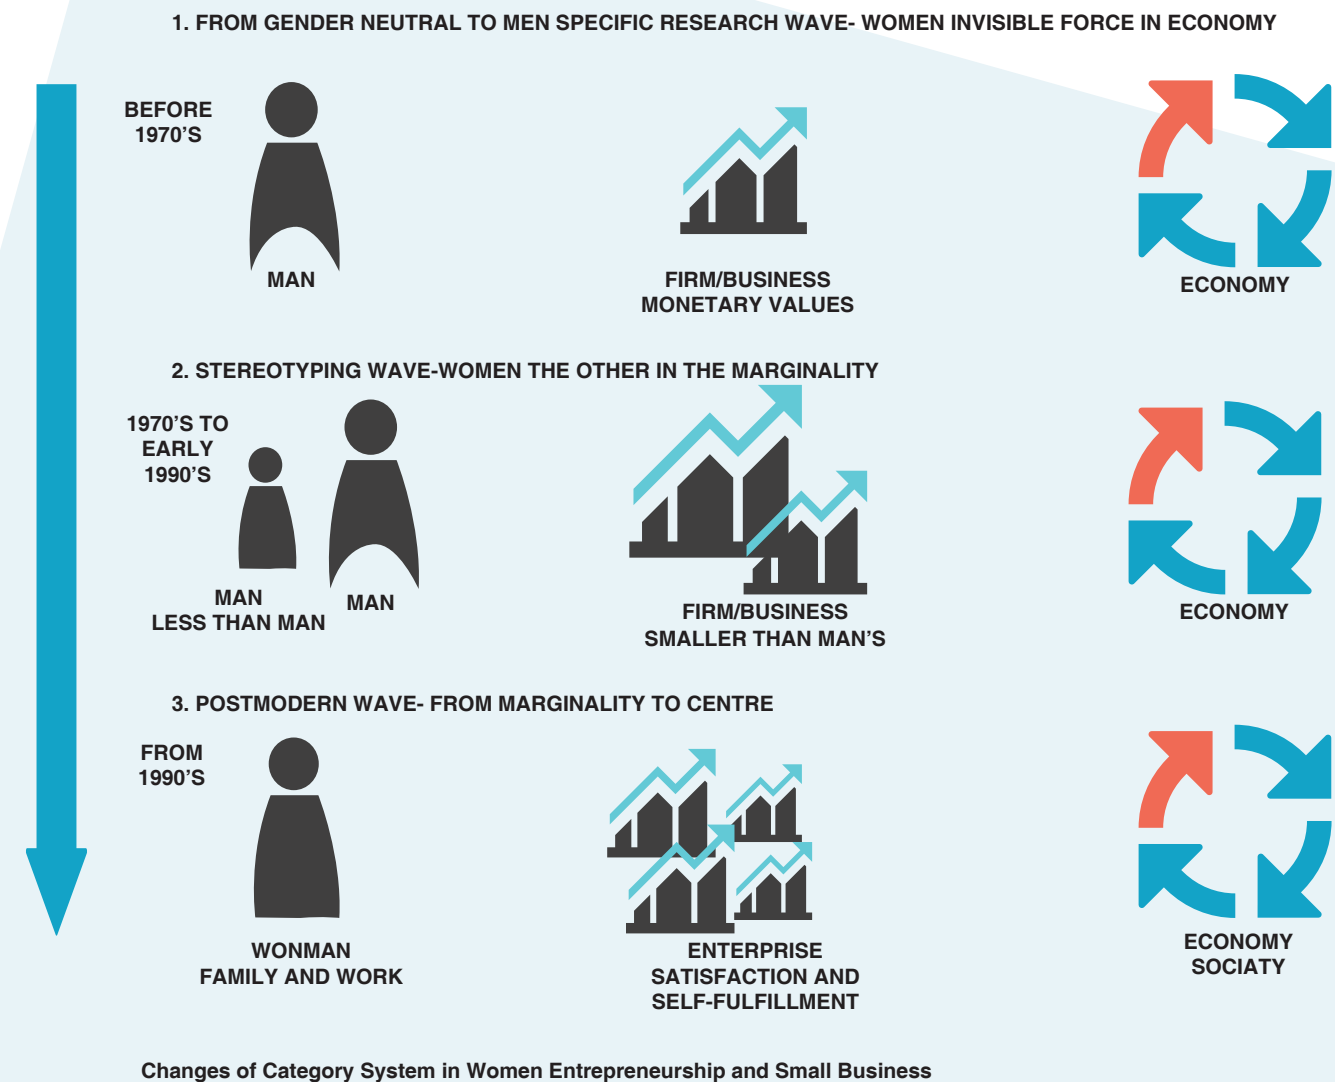 1. FROM GENDER NEUTRAL TO MEN SPECIFIC RESEARCH WAVE- WOMEN INVISIBLE FORCE IN ECONOMY
BEFORE
1970'S
MAN
FIRM/BUSINESS
MONETARY VALUES
ECONOMY
2. STEREOTYPING WAVE-WOMEN THE OTHER IN THE MARGINALITY
1970'S TO
EARLY
1990'S
MAN
LESS THAN MAN
MAN
FIRM/BUSINESS
SMALLER THAN MAN'S
ECONOMY
3. POSTMODERN WAVE- FROM MARGINALITY TO CENTRE
FROM
1990'S
WONMAN
FAMILY AND WORK
ENTERPRISE
SATISFACTION AND
SELF-FULFILLMENT
ECONOMY
SOCIATY
Changes of Category System in Women Entrepreneurship and Small Business